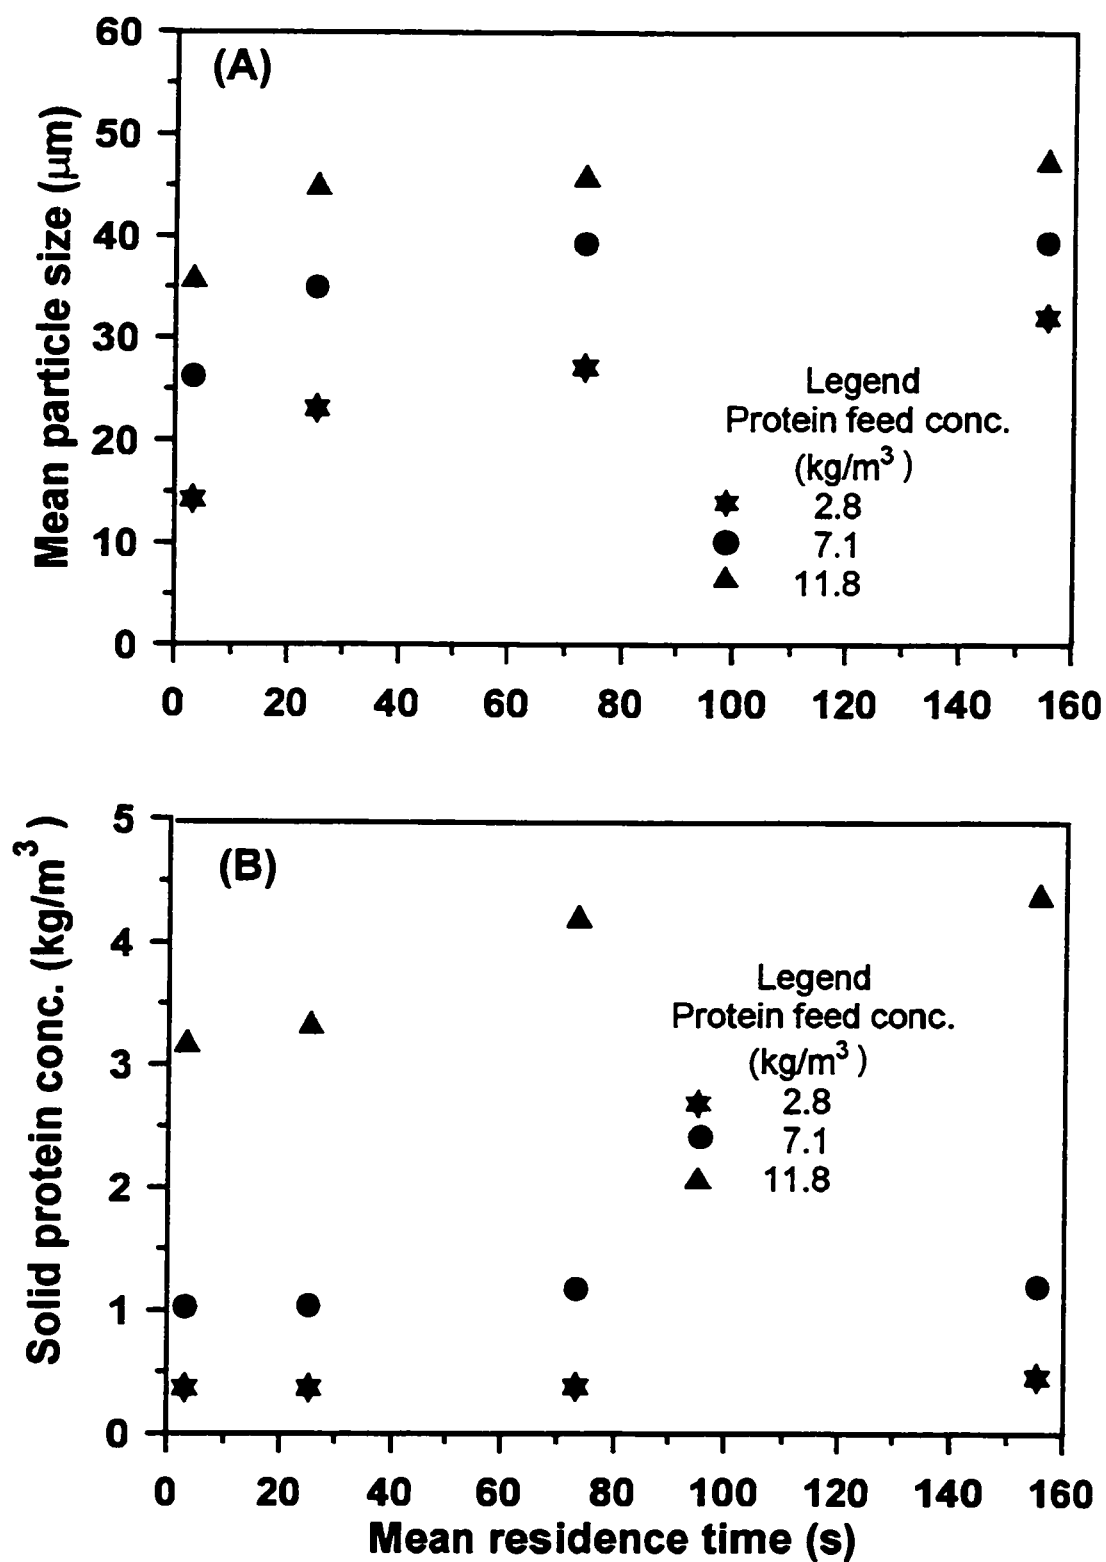 (A)
Mean particle size (μm)
60
50
40
30
20
10
0
Legend
Protein feed conc.
(kg/m³ )
2.8
7.1
11.8
0 20 40 60 80 100 120 140 160
(B)
Solid protein conc. (kg/m³ )
5
4
3
2
1
0
Legend
Protein feed conc.
(kg/m³ )
2.8
7.1
11.8
0 20 40 60 80 100 120 140 160
Mean residence time (s)